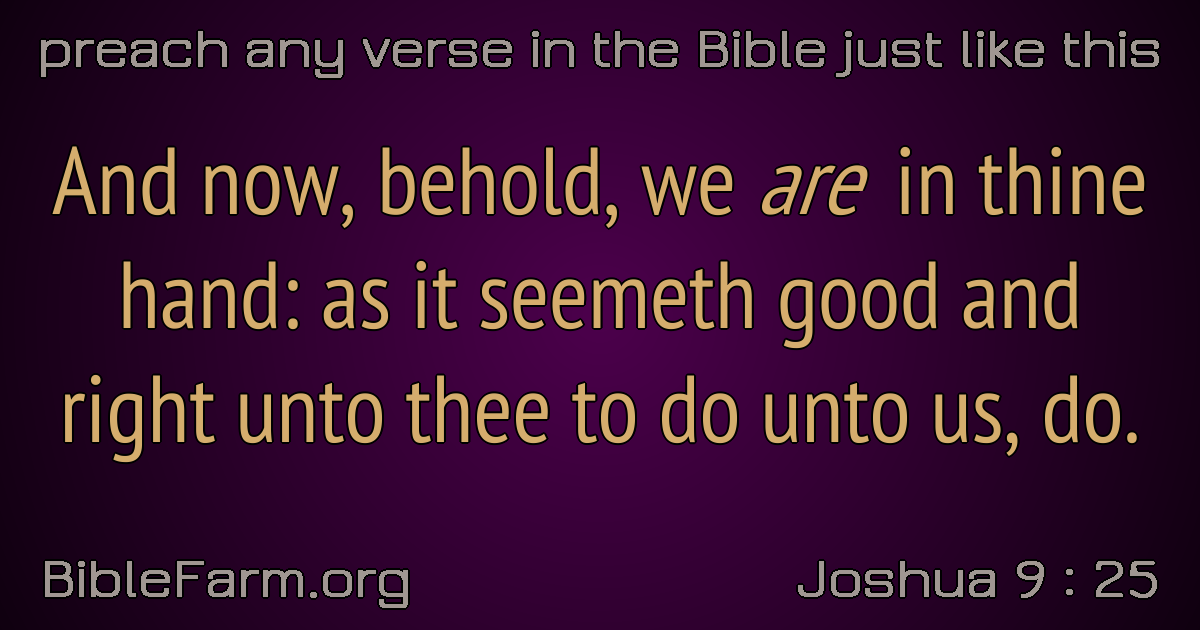 preach any verse in the Bible just like this
And now, behold, we are in thine
hand: as it seemeth good and
right unto thee to do unto us, do.
BibleFarm.org
Joshua 9 : 25